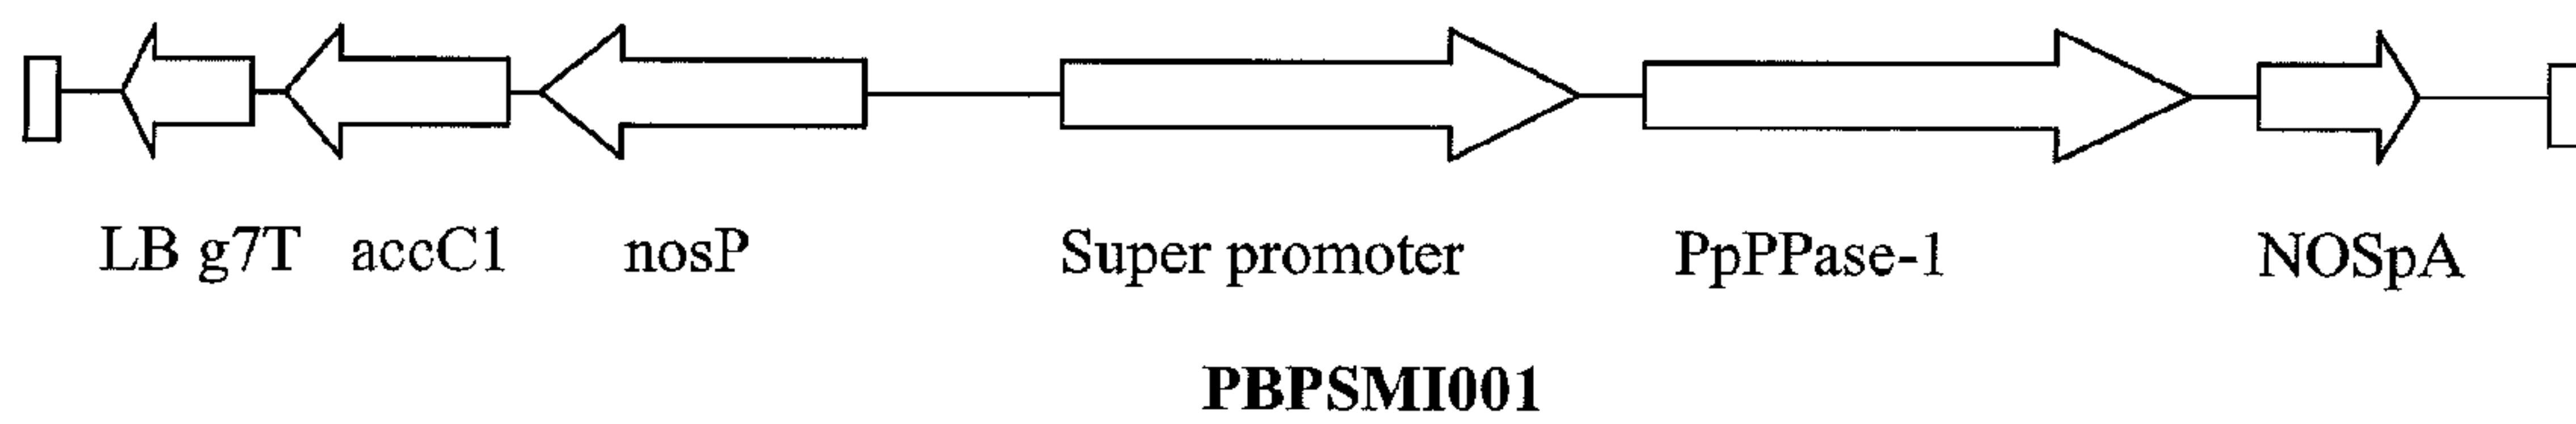 LB g7T accC1 nosP Super promoter PpPPase-1 NOSpA
PBPSMI001